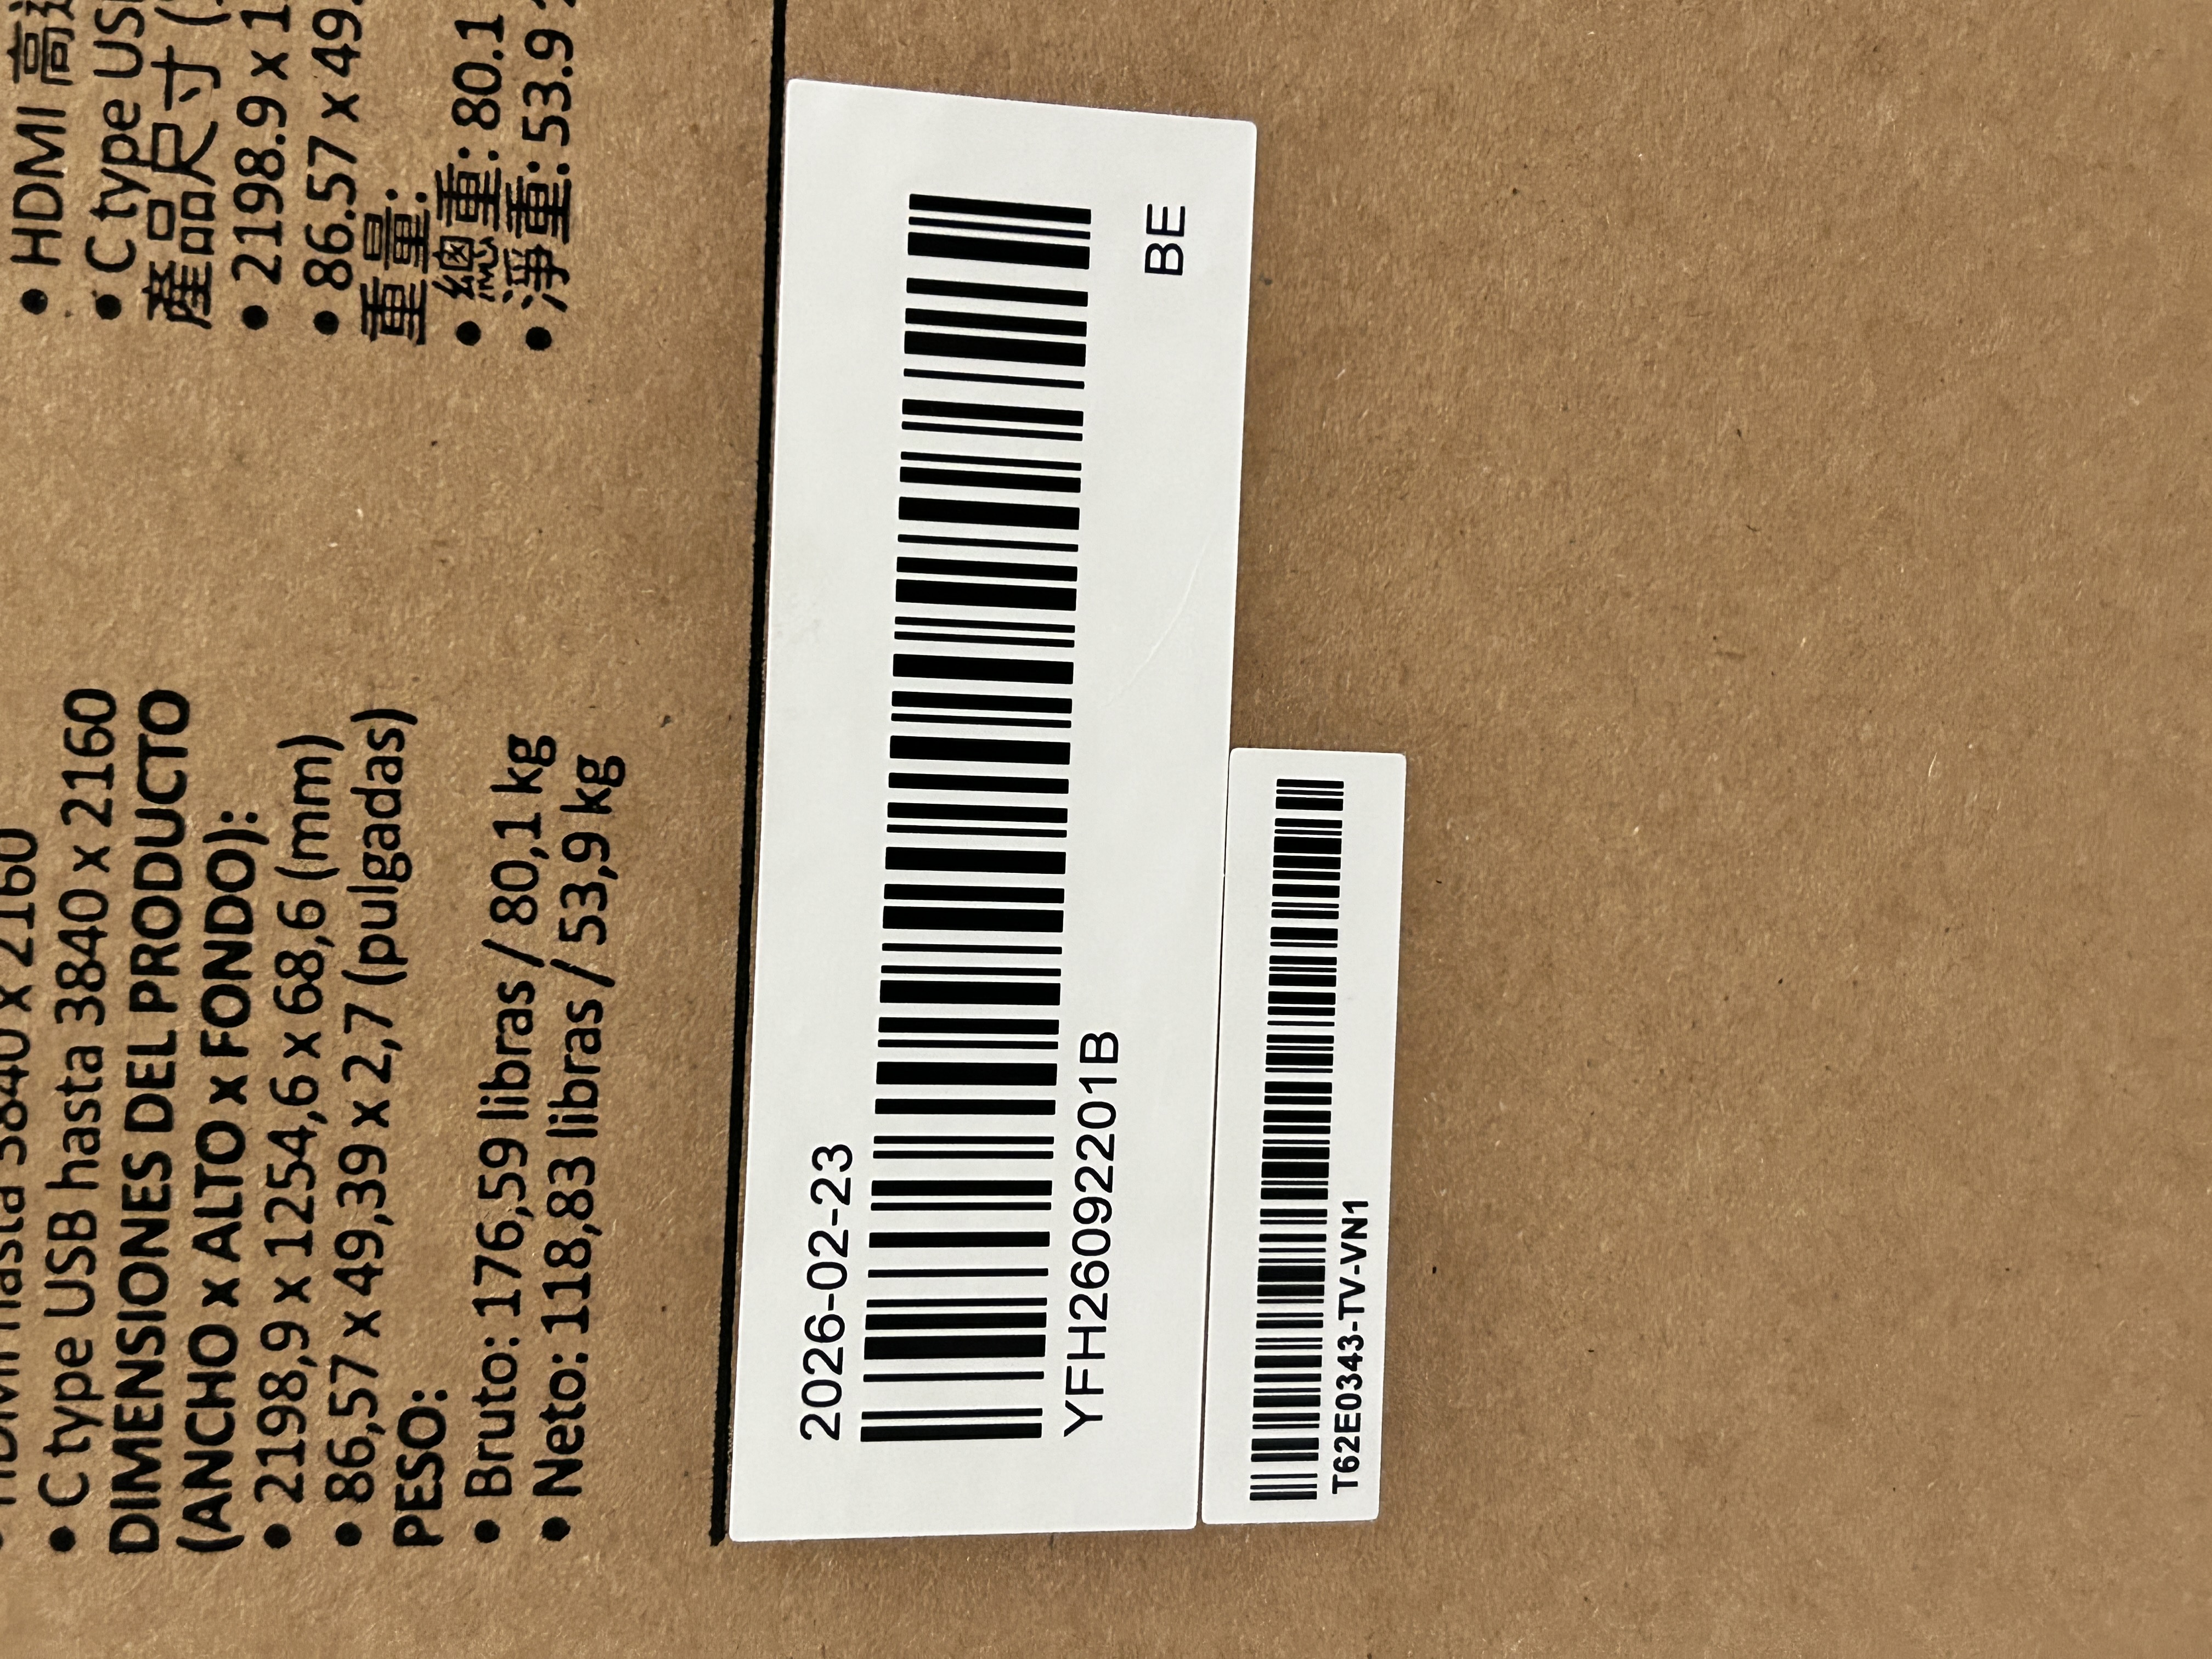 2160
• C type USB hasta 3840 x 2160
DIMENSIONES DEL PRODUCTO
(ANCHO x ALTO x FONDO):
• 2198,9 x 1254,6 x 68,6 (mm)
• 86,57 x 49,39 x 2,7 (pulgadas)
PESO:
• Bruto: 176,59 libras / 80,1 kg
• Neto: 118,83 libras / 53,9 kg
• HDMI 高
• C type US
產品尺寸 (
• 2198.9 x 1
• 86.57 x 49.
重量:
• 總重: 80.1
• 淨重: 53.9
2026-02-23
YFH26092201B
BE
T62E0343-TV-VN1